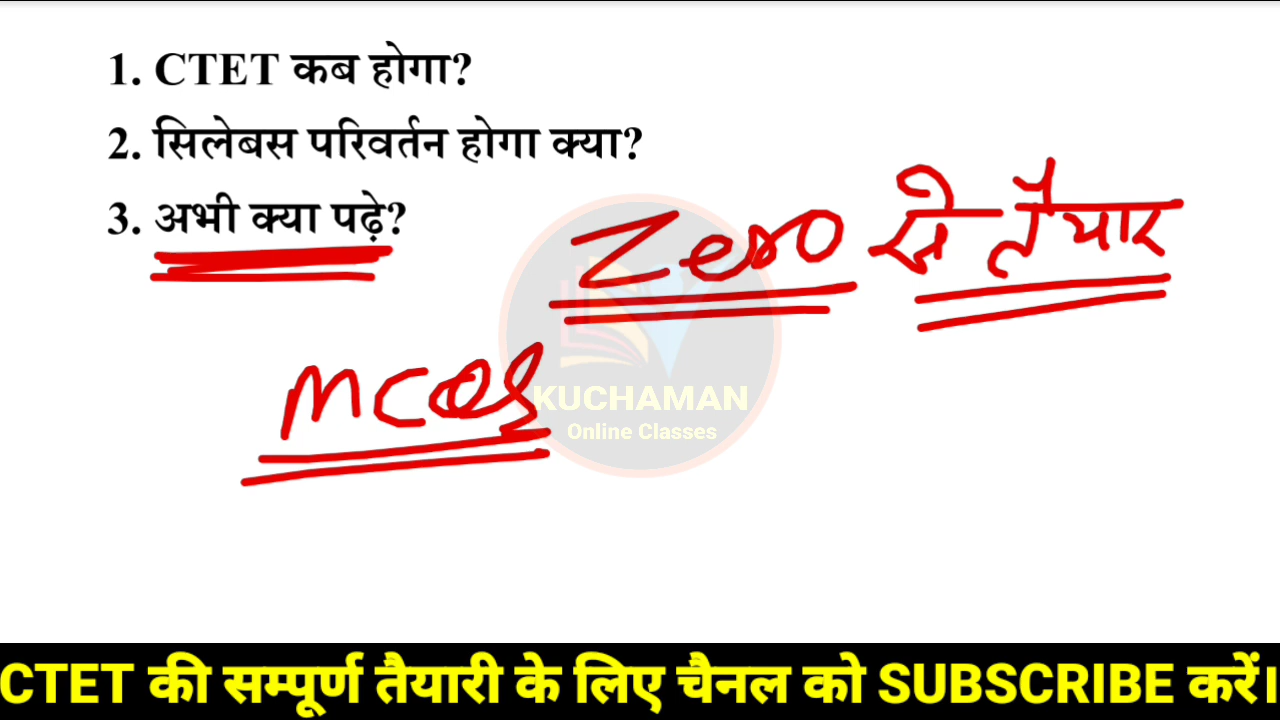 1. CTET कब होगा?
2. सिलेबस परिवर्तन होगा क्या?
3. अभी क्या पढ़े?
Zero से तैयार
MCQS
KUCHAMAN
Online Classes
CTET की सम्पूर्ण तैयारी के लिए चैनल को SUBSCRIBE करें।